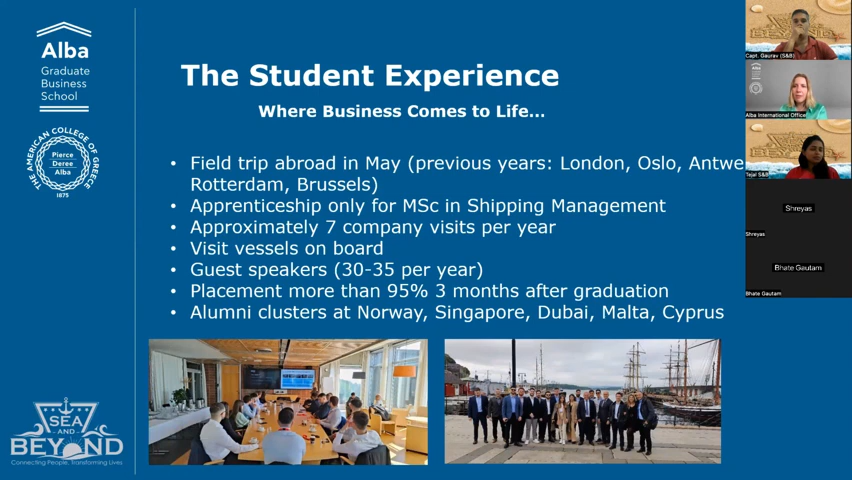 Alba
Graduate
Business
School
THE AMERICAN COLLEGE OF GREECE
Pierce
Deree
Alba
1875
The Student Experience
Where Business Comes to Life...
• Field trip abroad in May (previous years: London, Oslo, Antwe
Rotterdam, Brussels)
• Apprenticeship only for MSc in Shipping Management
• Approximately 7 company visits per year
• Visit vessels on board
• Guest speakers (30-35 per year)
• Placement more than 95% 3 months after graduation
• Alumni clusters at Norway, Singapore, Dubai, Malta, Cyprus
SEA
AND
BEYOND
Connecting People, Transforming Lives
Capt. Gaurav (S&B)
Alba
Alba International Office
Tejal S&B
Shreyas
Shreyas
Bhate Gautam
Bhate Gautam